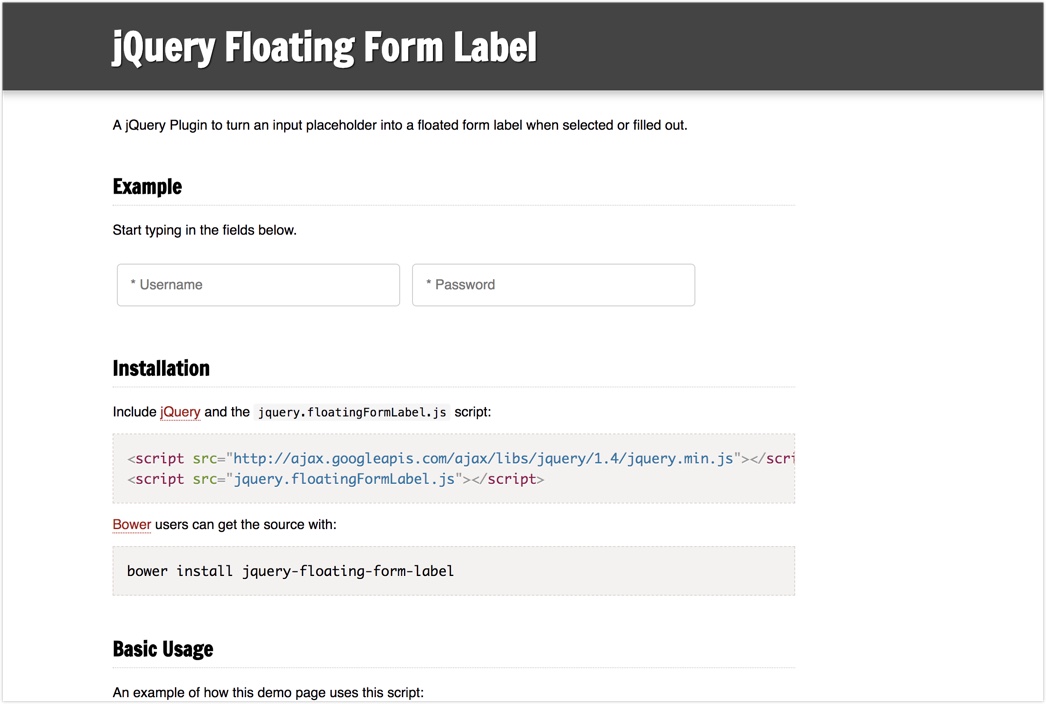 jQuery Floating Form Label
A jQuery Plugin to turn an input placeholder into a floated form label when selected or filled out.
Example
Start typing in the fields below.
* Username * Password
Installation
Include jQuery and the jquery.floatingFormLabel.js script:
<script src="http://ajax.googleapis.com/ajax/libs/jquery/1.4/jquery.min.js"></scri
<script src="jquery.floatingFormLabel.js"></script>
Bower users can get the source with:
bower install jquery-floating-form-label
Basic Usage
An example of how this demo page uses this script: